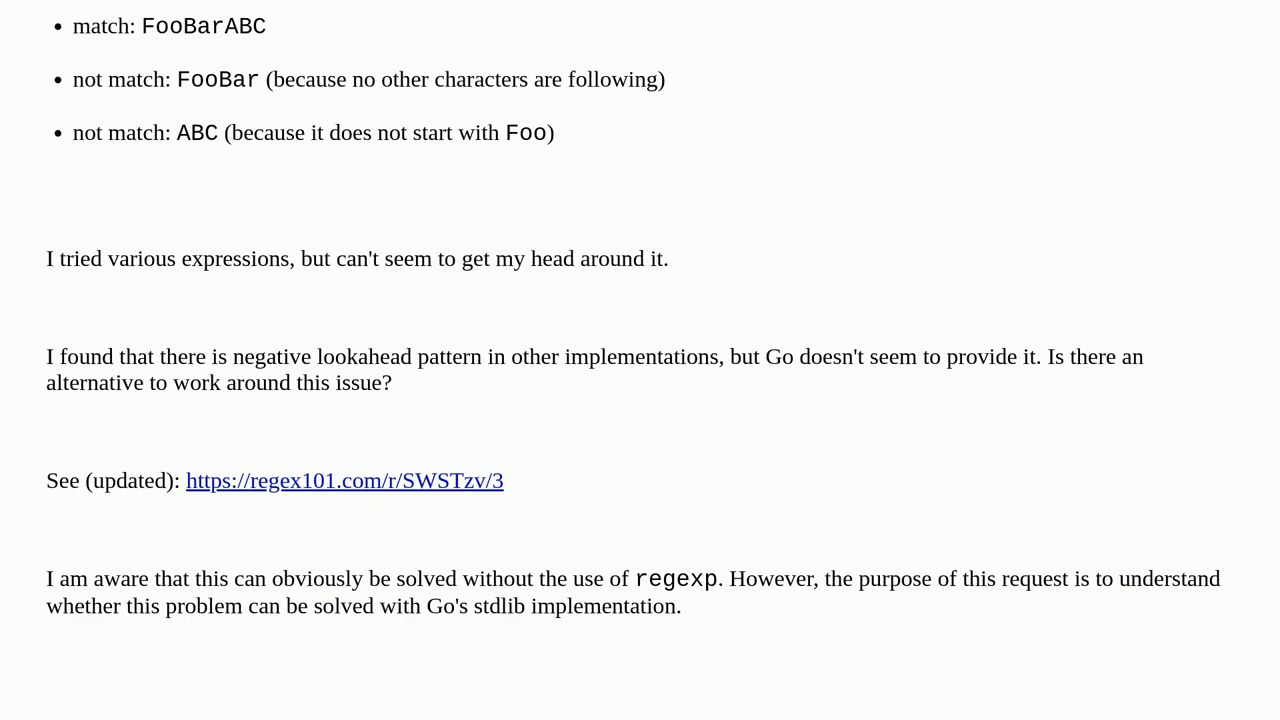 • match: FooBarABC
• not match: FooBar (because no other characters are following)
• not match: ABC (because it does not start with Foo)
I tried various expressions, but can't seem to get my head around it.
I found that there is negative lookahead pattern in other implementations, but Go doesn't seem to provide it. Is there an
alternative to work around this issue?
See (updated): https://regex101.com/r/SWSTzv/3
I am aware that this can obviously be solved without the use of regexp. However, the purpose of this request is to understand
whether this problem can be solved with Go's stdlib implementation.